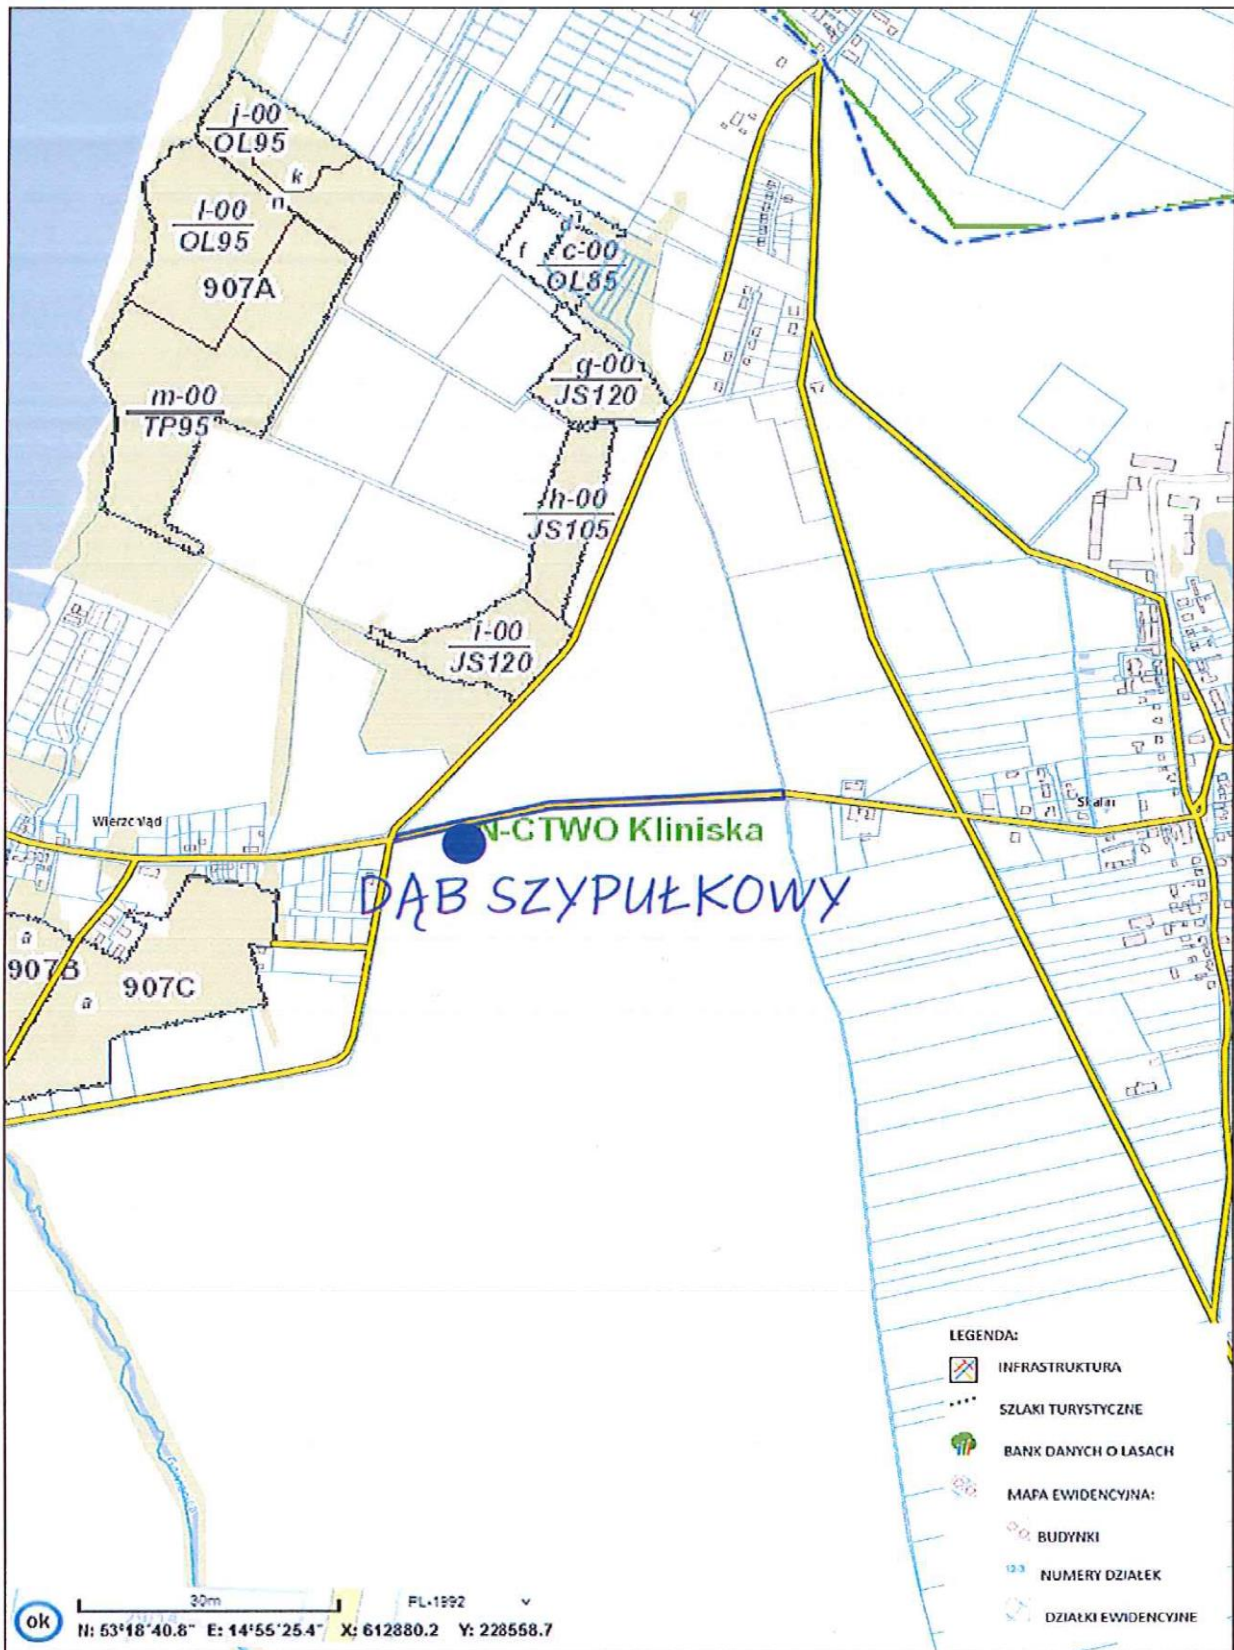 j-00
OL95
k
n
l-00
OL95
907A
d
f
c-00
OL85
g-00
JS120
m-00
TP95
h-00
JS105
i-00
JS120
Wierzchląd
Skalin
N-CTWO Kliniska
DĄB SZYPUŁKOWY
a
907B
a
907C
LEGENDA:
INFRASTRUKTURA
SZLAKI TURYSTYCZNE
BANK DANYCH O LASACH
MAPA EWIDENCYJNA:
BUDYNKI
123 NUMERY DZIAŁEK
DZIAŁKI EWIDENCYJNE
ok
30m
PL-1992
N: 53°18'40.8" E: 14°55'25.4" X: 612880.2 Y: 228558.7